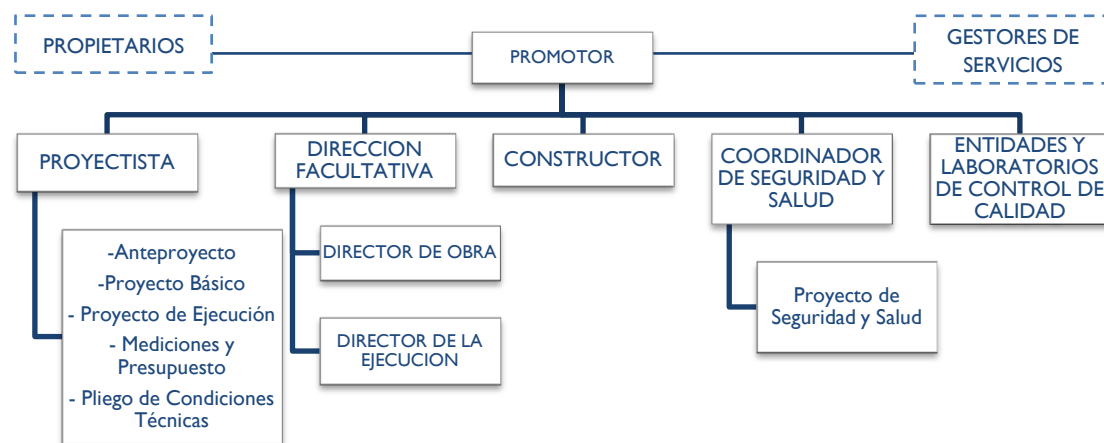 PROPIETARIOS
PROMOTOR
GESTORES DE
SERVICIOS
PROYECTISTA
DIRECCION
FACULTATIVA
CONSTRUCTOR
COORDINADOR
DE SEGURIDAD Y
SALUD
ENTIDADES Y
LABORATORIOS
DE CONTROL DE
CALIDAD
-Anteproyecto
-Proyecto Básico
- Proyecto de Ejecución
- Mediciones y
Presupuesto
- Pliego de Condiciones
Técnicas
DIRECTOR DE OBRA
DIRECTOR DE LA
EJECUCION
Proyecto de
Seguridad y Salud